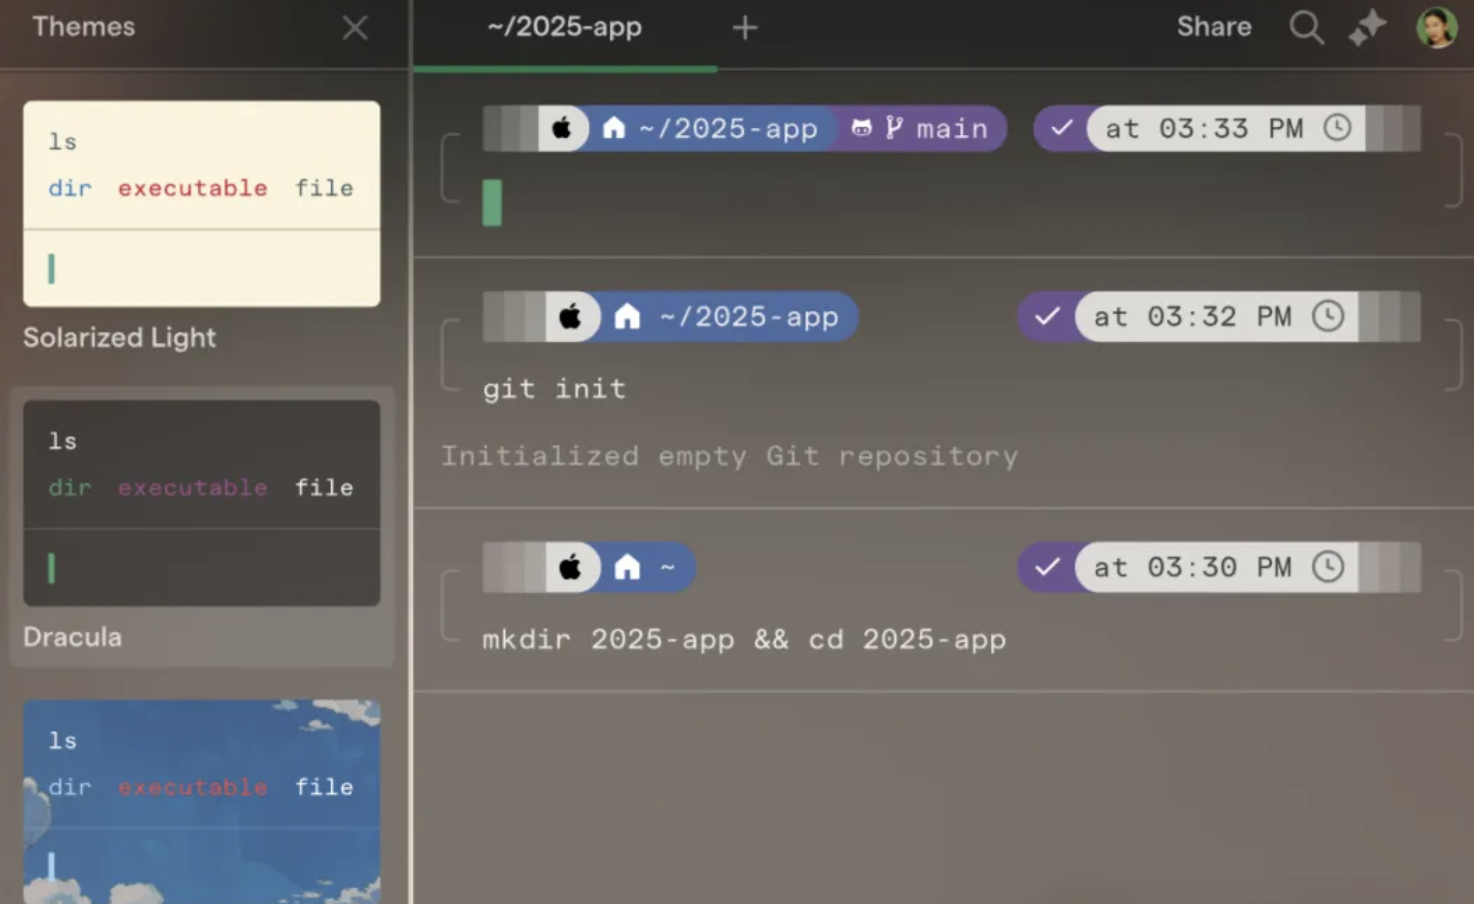 Themes
ls
dir executable file
Solarized Light
ls
dir executable file
Dracula
ls
dir executable file
~/2025-app
Share
~/2025-app main at 03:33 PM
~/2025-app at 03:32 PM
git init
Initialized empty Git repository
~ at 03:30 PM
mkdir 2025-app && cd 2025-app